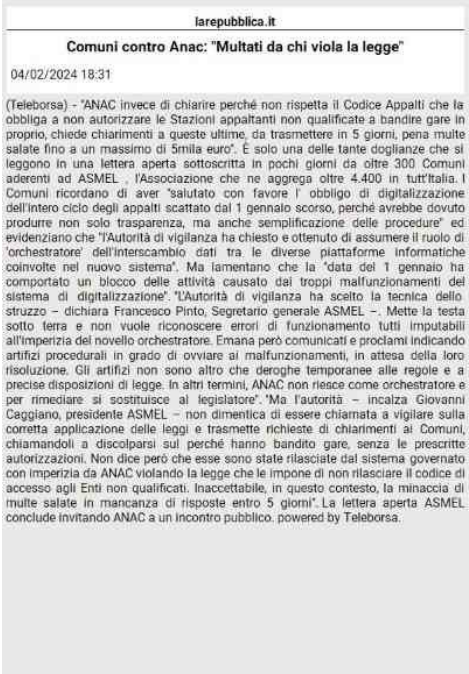 larepubblica.it
Comuni contro Anac: "Multati da chi viola la legge"
04/02/2024 18:31
(Teleborsa) - "ANAC invece di chiarire perché non rispetta il Codice Appalti che la
obbliga a non autorizzare le Stazioni appaltanti non qualificate a bandire gare in
proprio, chiede chiarimenti a queste ultime, da trasmettere in 5 giorni, pena multe
salate fino a un massimo di 5mila euro". È solo una delle tante doglianze che si
leggono in una lettera aperta sottoscritta in pochi giorni da oltre 300 Comuni
aderenti ad ASMEL , l'Associazione che ne aggrega oltre 4.400 in tutt'Italia. I
Comuni ricordano di aver "salutato con favore l' obbligo di digitalizzazione
dell'intero ciclo degli appalti scattato dal 1 gennaio scorso, perché avrebbe dovuto
produrre non solo trasparenza, ma anche semplificazione delle procedure" ed
evidenziano che "l'Autorità di vigilanza ha chiesto e ottenuto di assumere il ruolo di
'orchestratore' dell'interscambio dati tra le diverse piattaforme informatiche
coinvolte nel nuovo sistema". Ma lamentano che la "data del 1 gennaio ha
comportato un blocco delle attività causato dai troppi malfunzionamenti del
sistema di digitalizzazione". "L'Autorità di vigilanza ha scelto la tecnica dello
struzzo – dichiara Francesco Pinto, Segretario generale ASMEL –. Mette la testa
sotto terra e non vuole riconoscere errori di funzionamento tutti imputabili
all'imperizia del novello orchestratore. Emana però comunicati e proclami indicando
artifizi procedurali in grado di ovviare ai malfunzionamenti, in attesa della loro
risoluzione. Gli artifizi non sono altro che deroghe temporanee alle regole e a
precise disposizioni di legge. In altri termini, ANAC non riesce come orchestratore e
per rimediare si sostituisce al legislatore". "Ma l'autorità – incalza Giovanni
Caggiano, presidente ASMEL – non dimentica di essere chiamata a vigilare sulla
corretta applicazione delle leggi e trasmette richieste di chiarimenti ai Comuni,
chiamandoli a discolparsi sul perché hanno bandito gare, senza le prescritte
autorizzazioni. Non dice però che esse sono state rilasciate dal sistema governato
con imperizia da ANAC violando la legge che le impone di non rilasciare il codice di
accesso agli Enti non qualificati. Inaccettabile, in questo contesto, la minaccia di
multe salate in mancanza di risposte entro 5 giorni". La lettera aperta ASMEL
conclude invitando ANAC a un incontro pubblico. powered by Teleborsa.